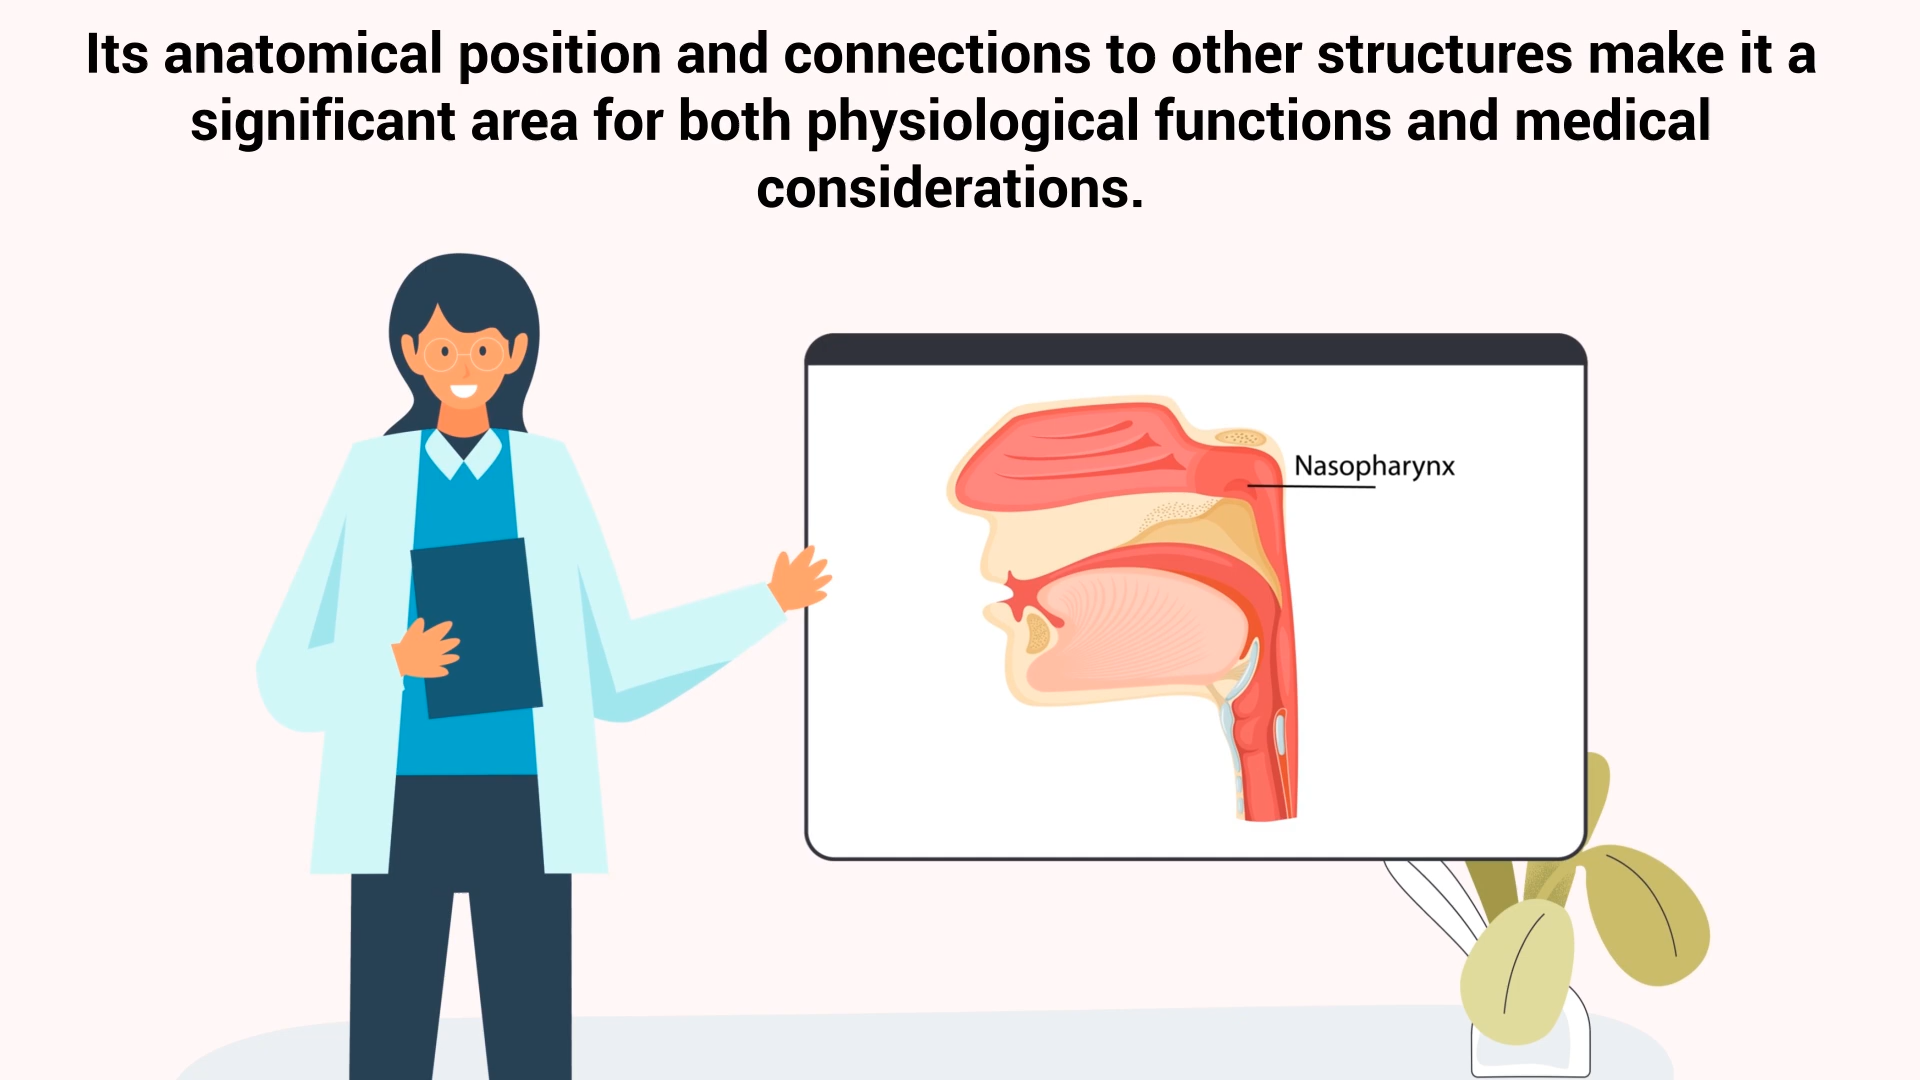 Its anatomical position and connections to other structures make it a
significant area for both physiological functions and medical
considerations.
Nasopharynx